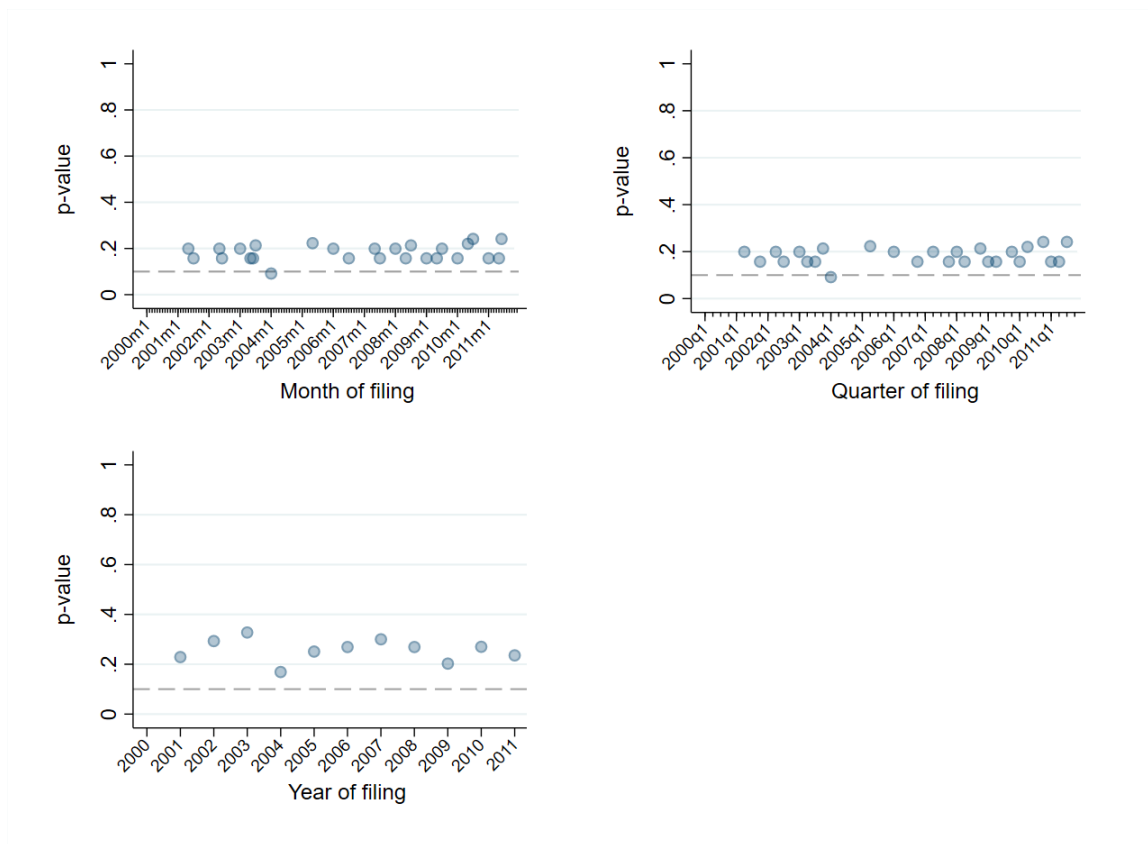 p-value
1
.8
.6
.4
.2
0
2000m1
2001m1
2002m1
2003m1
2004m1
2005m1
2006m1
2007m1
2008m1
2009m1
2010m1
2011m1
Month of filing
p-value
1
.8
.6
.4
.2
0
2000q1
2001q1
2002q1
2003q1
2004q1
2005q1
2006q1
2007q1
2008q1
2009q1
2010q1
2011q1
Quarter of filing
p-value
1
.8
.6
.4
.2
0
2000
2001
2002
2003
2004
2005
2006
2007
2008
2009
2010
2011
Year of filing